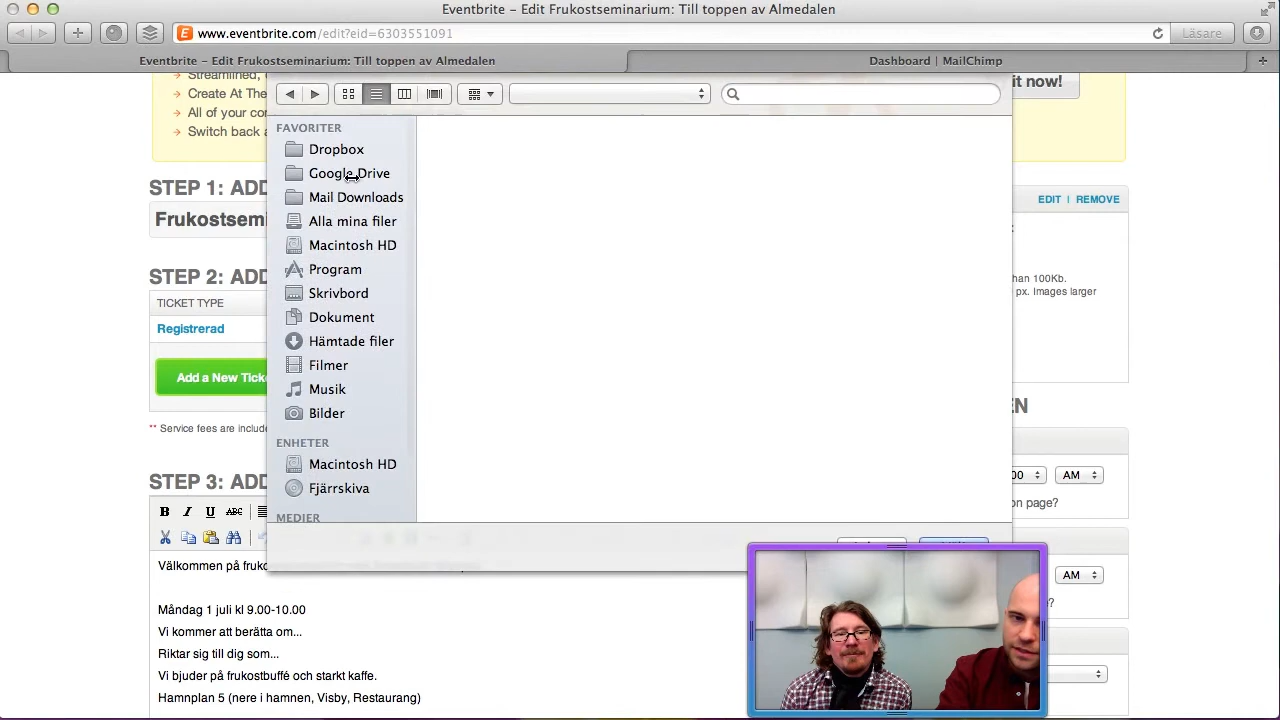 Eventbrite – Edit Frukostseminarium: Till toppen av Almedalen
www.eventbrite.com/edit?eid=6303551091
Läsare
Eventbrite – Edit Frukostseminarium: Till toppen av Almedalen
Dashboard | MailChimp
Streamlined,
Create At The
All of your
Switch back
it now!
FAVORITER
Dropbox
Google Drive
Mail Downloads
Alla mina filer
Macintosh HD
Program
Skrivbord
Dokument
Hämtade filer
Filmer
Musik
Bilder
ENHETER
Macintosh HD
Fjärrskiva
MEDIER
STEP 1: ADD
Frukostsemi
STEP 2: ADD
TICKET TYPE
Registrerad
Add a New Ticke
** Service fees are include
STEP 3: ADD
B I U ABC
EDIT | REMOVE
han 100Kb.
px. Images larger
EN
00 AM
on page?
AM
?
Välkommen på fruko
Måndag 1 juli kl 9.00-10.00
Vi kommer att berätta om...
Riktar sig till dig som...
Vi bjuder på frukostbuffé och starkt kaffe.
Hamnplan 5 (nere i hamnen, Visby, Restaurang)